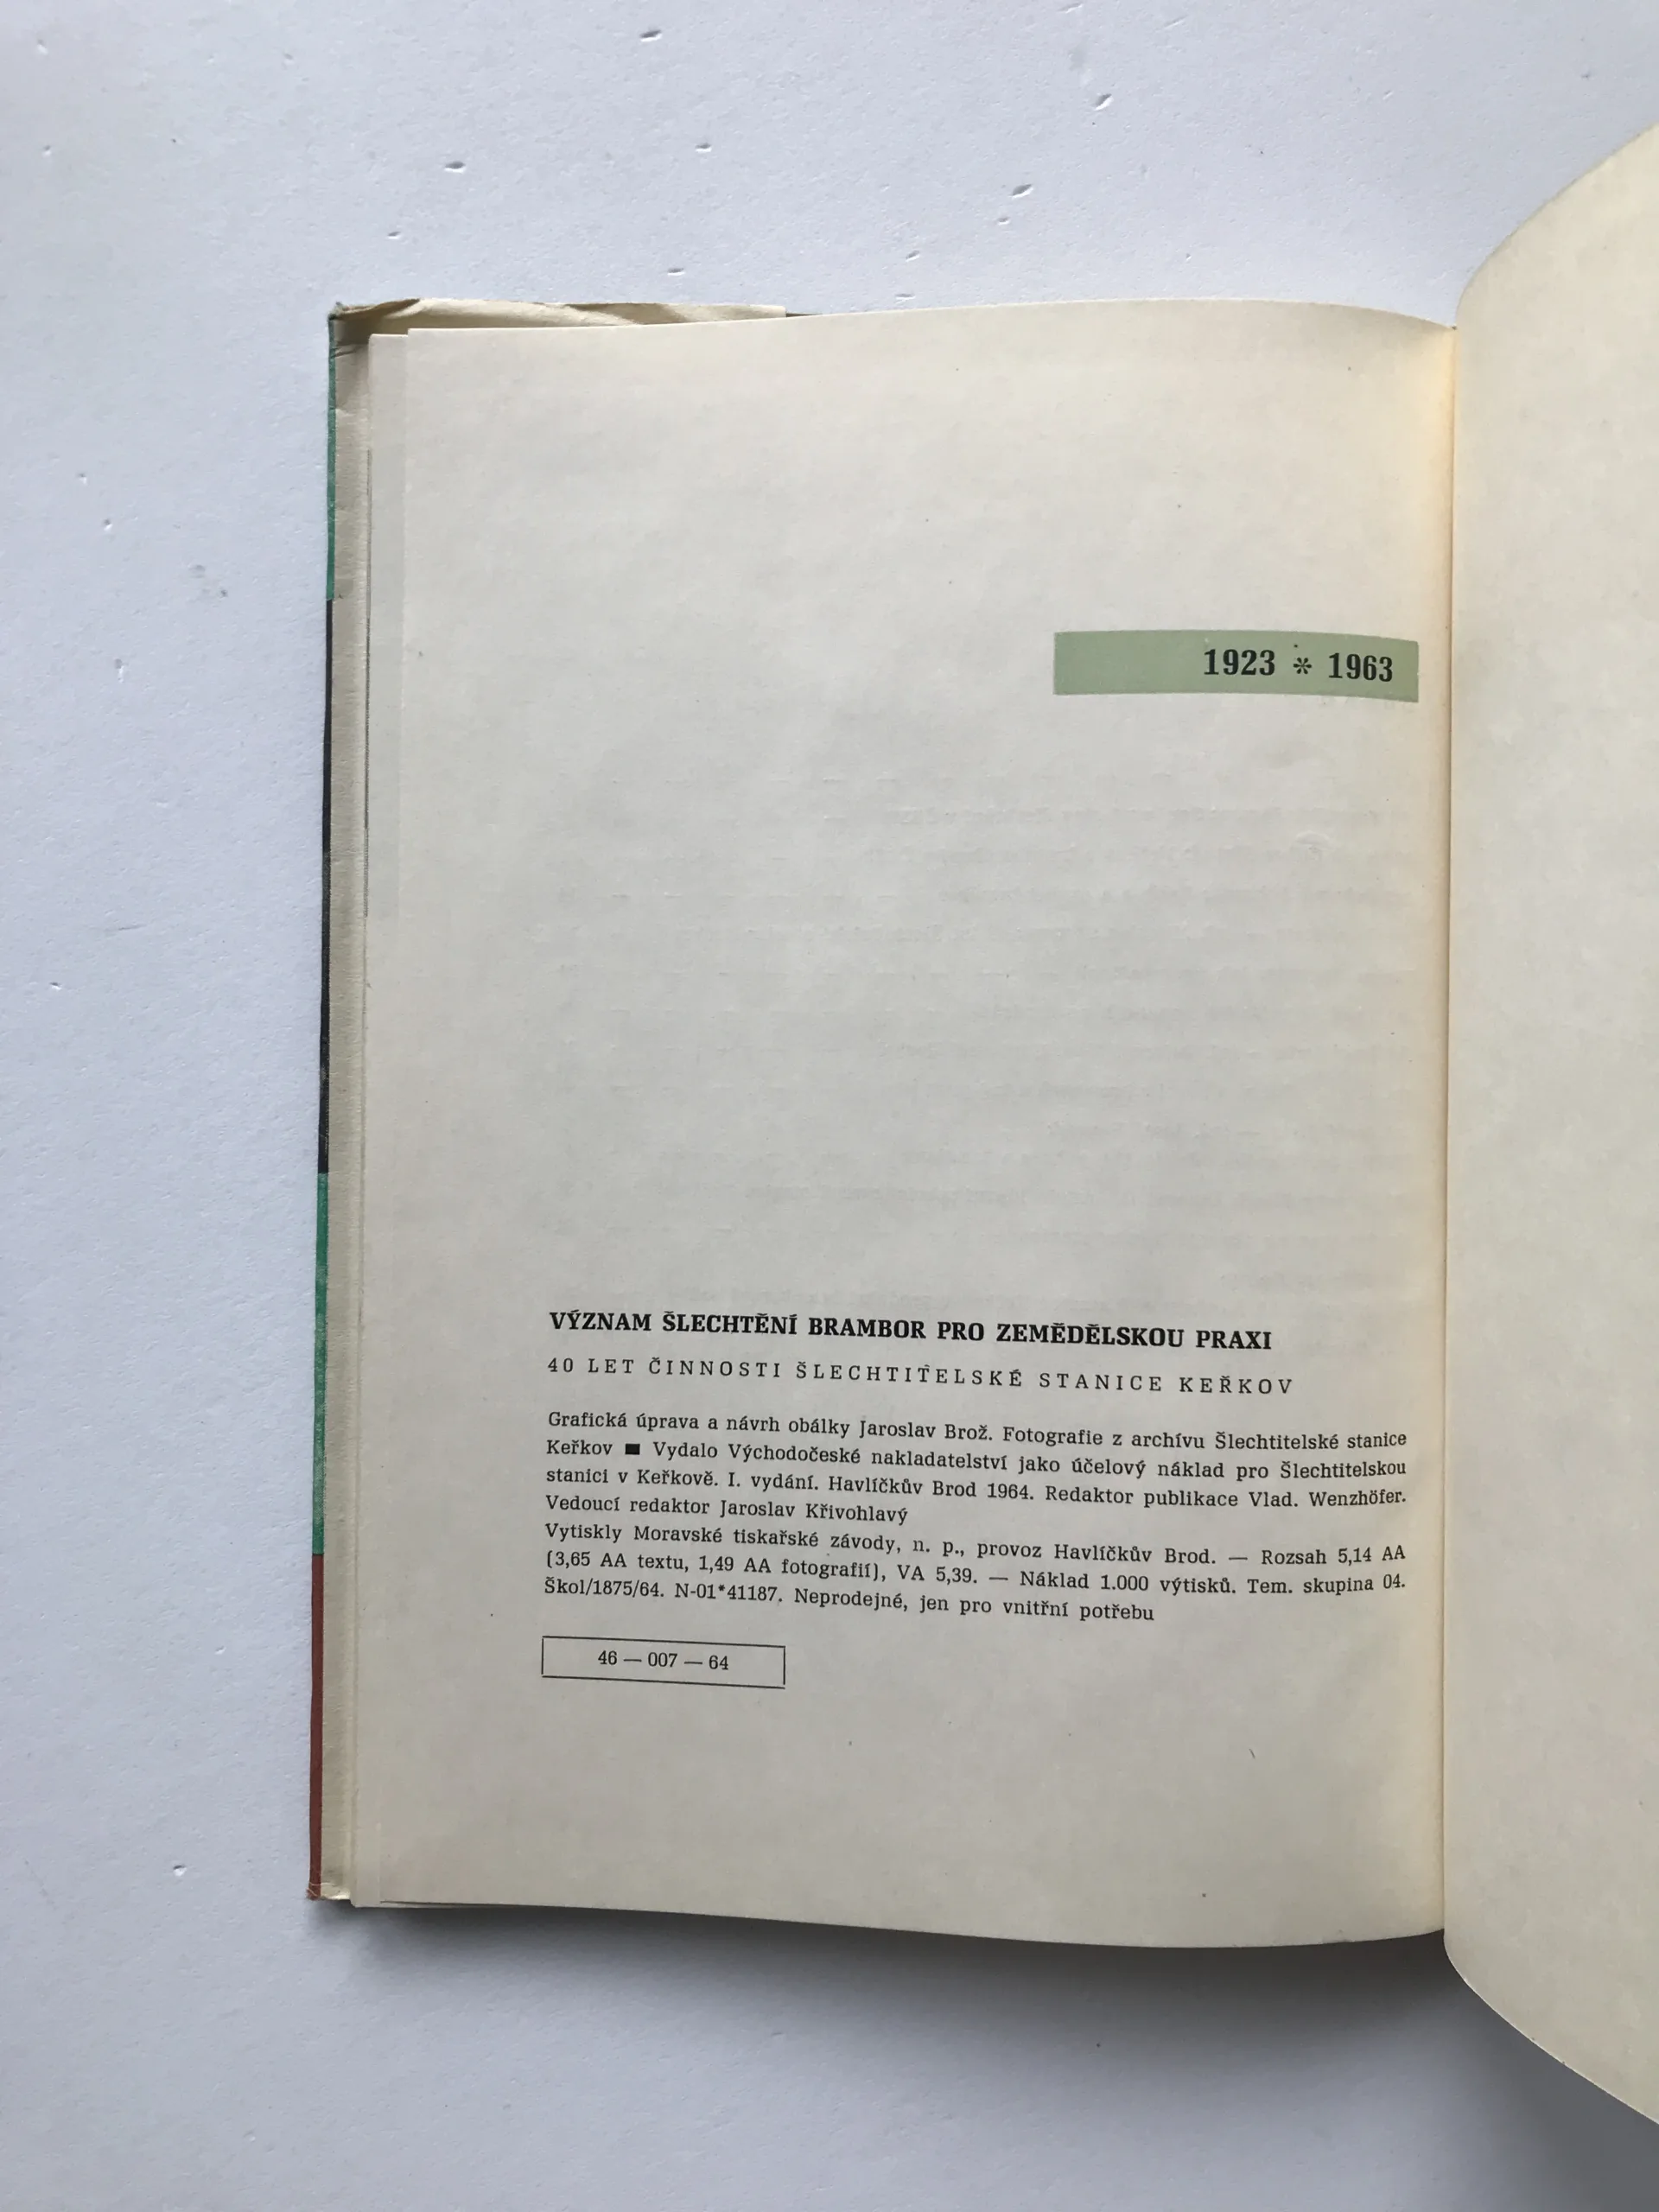 1923 * 1963
VÝZNAM ŠLECHTĚNÍ BRAMBOR PRO ZEMĚDĚLSKOU PRAXI
40 LET ČINNOSTI ŠLECHTITELSKÉ STANICE KEŘKOV
Grafická úprava a návrh obálky Jaroslav Brož. Fotografie z archívu Šlechtitelské stanice
Keřkov ■ Vydalo Východočeské nakladatelství jako účelový náklad pro Šlechtitelskou
stanici v Keřkově. I. vydání. Havlíčkův Brod 1964. Redaktor publikace Vlad. Wenzhöfer.
Vedoucí redaktor Jaroslav Křivohlavý
Vytiskly Moravské tiskařské závody, n. p., provoz Havlíčkův Brod. — Rozsah 5,14 AA
(3,65 AA textu, 1,49 AA fotografií), VA 5,39. — Náklad 1.000 výtisků. Tem. skupina 04.
Škol/1875/64. N-01*41187. Neprodejné, jen pro vnitřní potřebu
46 — 007 — 64